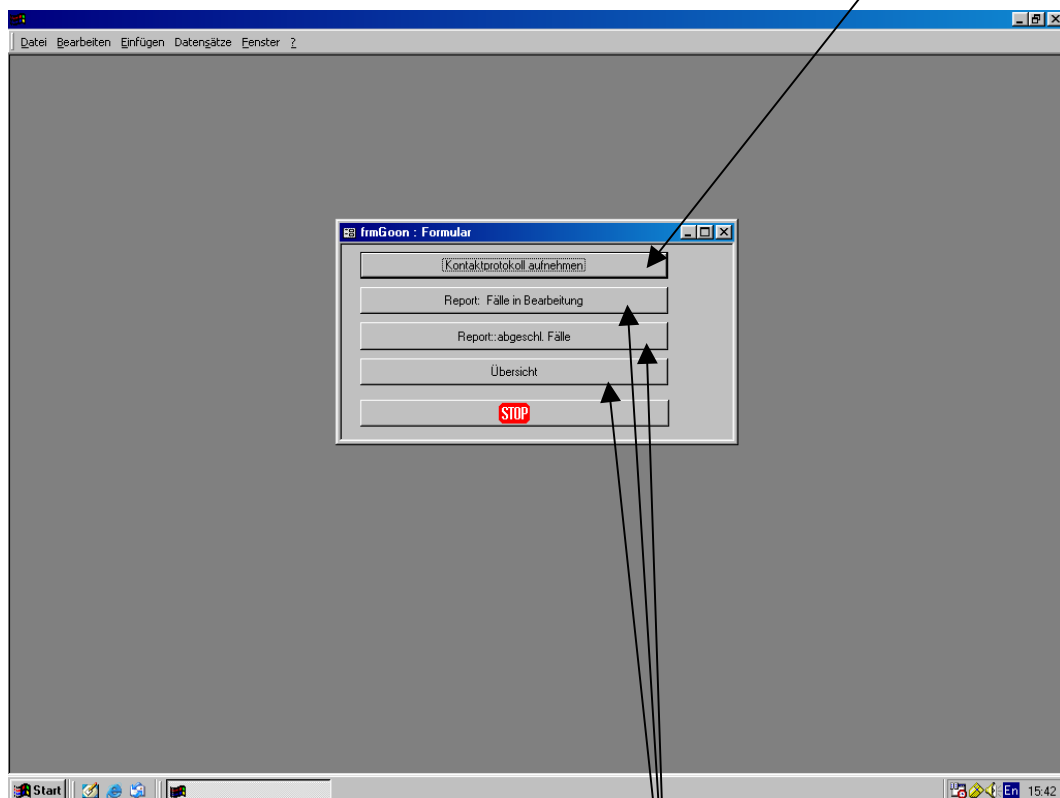 Datei Bearbeiten Einfügen Datensätze Fenster ?
frmGoon : Formular
Kontaktprotokoll aufnehmen
Report: Fälle in Bearbeitung
Report::abgeschl. Fälle
Übersicht
STOP
Start En 15:42